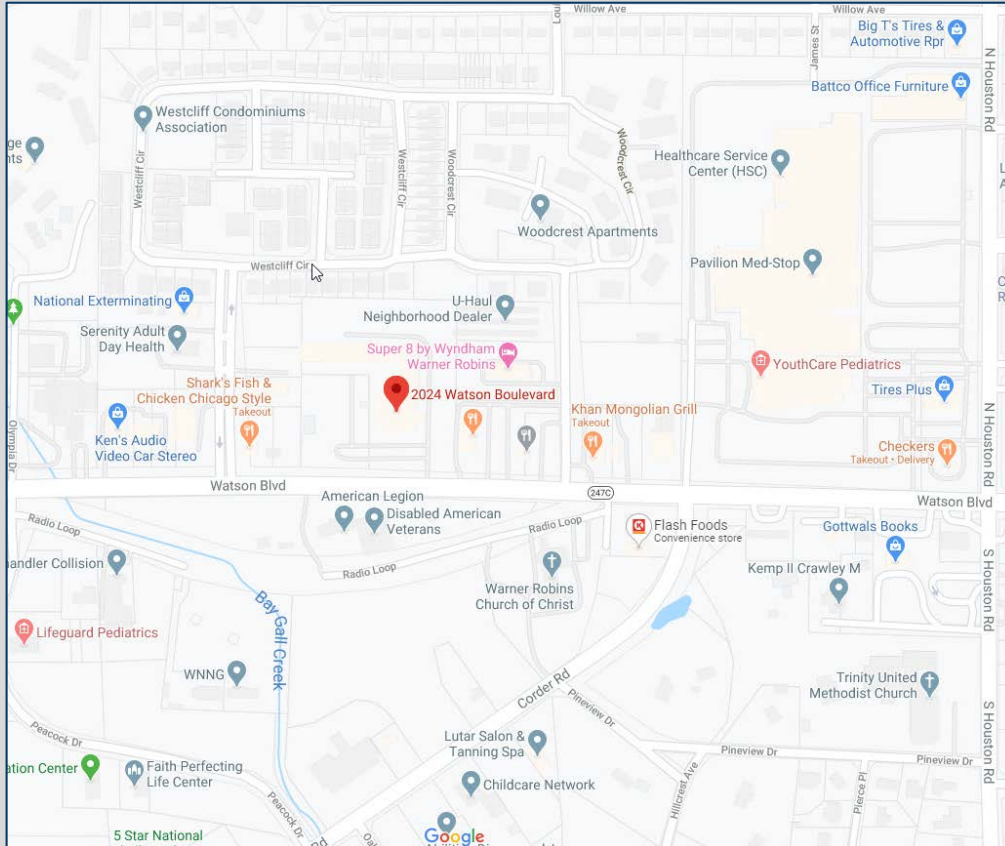 Willow Ave
Willow Ave
Loui
Big T's Tires &
Automotive Rpr
James St
N Houston Rd
Battco Office Furniture
Westcliff Condominiums
Association
ge
nts
Westcliff Cir
Westcliff Cir
Woodcrest Cir
Woodcrest Cir
Healthcare Service
Center (HSC)
Woodcrest Apartments
Pavilion Med-Stop
Westcliff Cir
National Exterminating
U-Haul
Neighborhood Dealer
Serenity Adult
Day Health
Super 8 by Wyndham
Warner Robins
YouthCare Pediatrics
Shark's Fish &
Chicken Chicago Style
Takeout
2024 Watson Boulevard
Tires Plus
Khan Mongolian Grill
Takeout
N Houston Rd
Olympia Dr
Ken's Audio
Video Car Stereo
Checkers
Takeout • Delivery
Watson Blvd
247C
Watson Blvd
American Legion
Disabled American
Veterans
Radio Loop
Radio Loop
Flash Foods
Convenience store
Gottwals Books
Radio Loop
handler Collision
Warner Robins
Church of Christ
Kemp II Crawley M
S Houston Rd
Bay Gall Creek
Lifeguard Pediatrics
WNNG
Corder Rd
Pineview Dr
Trinity United
Methodist Church
S Houston Rd
Peacock Dr
Lutar Salon &
Tanning Spa
Pineview Dr
Pineview Dr
ation Center
Faith Perfecting
Life Center
Childcare Network
Hillcrest Ave
Pierce Pl
Peacock Dr
5 Star National
Google